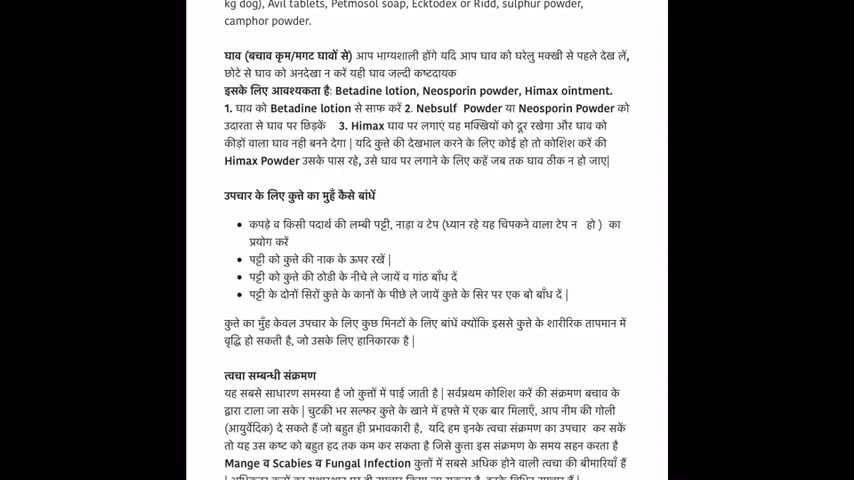 kg dog), Avil tablets, Petmosol soap, Ecktodex or Ridd, sulphur powder,
camphor powder.
घाव (बचाव कृम/मगट घावों से) आप भाग्यशाली होंगे यदि आप घाव को घरेलु मक्खी से पहले देख लें,
छोटे से घाव को अनदेखा न करें यही घाव जल्दी कष्टदायक
इसके लिए आवश्यकता है: Betadine lotion, Neosporin powder, Himax ointment.
1. घाव को Betadine lotion से साफ करें 2. Nebsulf Powder या Neosporin Powder को
उदारता से घाव पर छिड़कें 3. Himax घाव पर लगाएं यह मक्खियों को दूर रखेगा और घाव को
कीड़ों वाला घाव नही बनने देगा | यदि कुत्ते की देखभाल करने के लिए कोई हो तो कोशिश करें की
Himax Powder उसके पास रहे, उसे घाव पर लगाने के लिए कहें जब तक घाव ठीक न हो जाए|
उपचार के लिए कुत्ते का मुहँ कैसे बांधें
• कपड़े व किसी पदार्थ की लम्बी पट्टी, नाड़ा व टेप (ध्यान रहे यह चिपकने वाला टेप न हो ) का
प्रयोग करें
• पट्टी को कुत्ते की नाक के ऊपर रखें |
• पट्टी को कुत्ते की ठोडी के नीचे ले जायें व गांठ बाँध दें
• पट्टी के दोनों सिरों कुत्ते के कानों के पीछे ले जायें कुत्ते के सिर पर एक बो बाँध दें |
कुत्ते का मुँह केवल उपचार के लिए कुछ मिनटों के लिए बांधें क्योंकि इससे कुत्ते के शारीरिक तापमान में
वृद्धि हो सकती है, जो उसके लिए हानिकारक है |
त्वचा सम्बन्धी संक्रमण
यह सबसे साधारण समस्या है जो कुत्तों में पाई जाती है | सर्वप्रथम कोशिश करें की संक्रमण बचाव के
द्वारा टाला जा सके | चुटकी भर सल्फर कुत्ते के खाने में हफ्ते में एक बार मिलाएँ, आप नीम की गोली
(आयुर्वेदिक) दे सकते हैं जो बहुत ही प्रभावकारी है, यदि हम इनके त्वचा संक्रमण का उपचार कर सकें
तो यह उस कष्ट को बहुत हद तक कम कर सकता है जिसे कुत्ता इस संक्रमण के समय सहन करता है
Mange व Scabies व Fungal Infection कुत्तों में सबसे अधिक होने वाली त्वचा की बीमारियाँ हैं